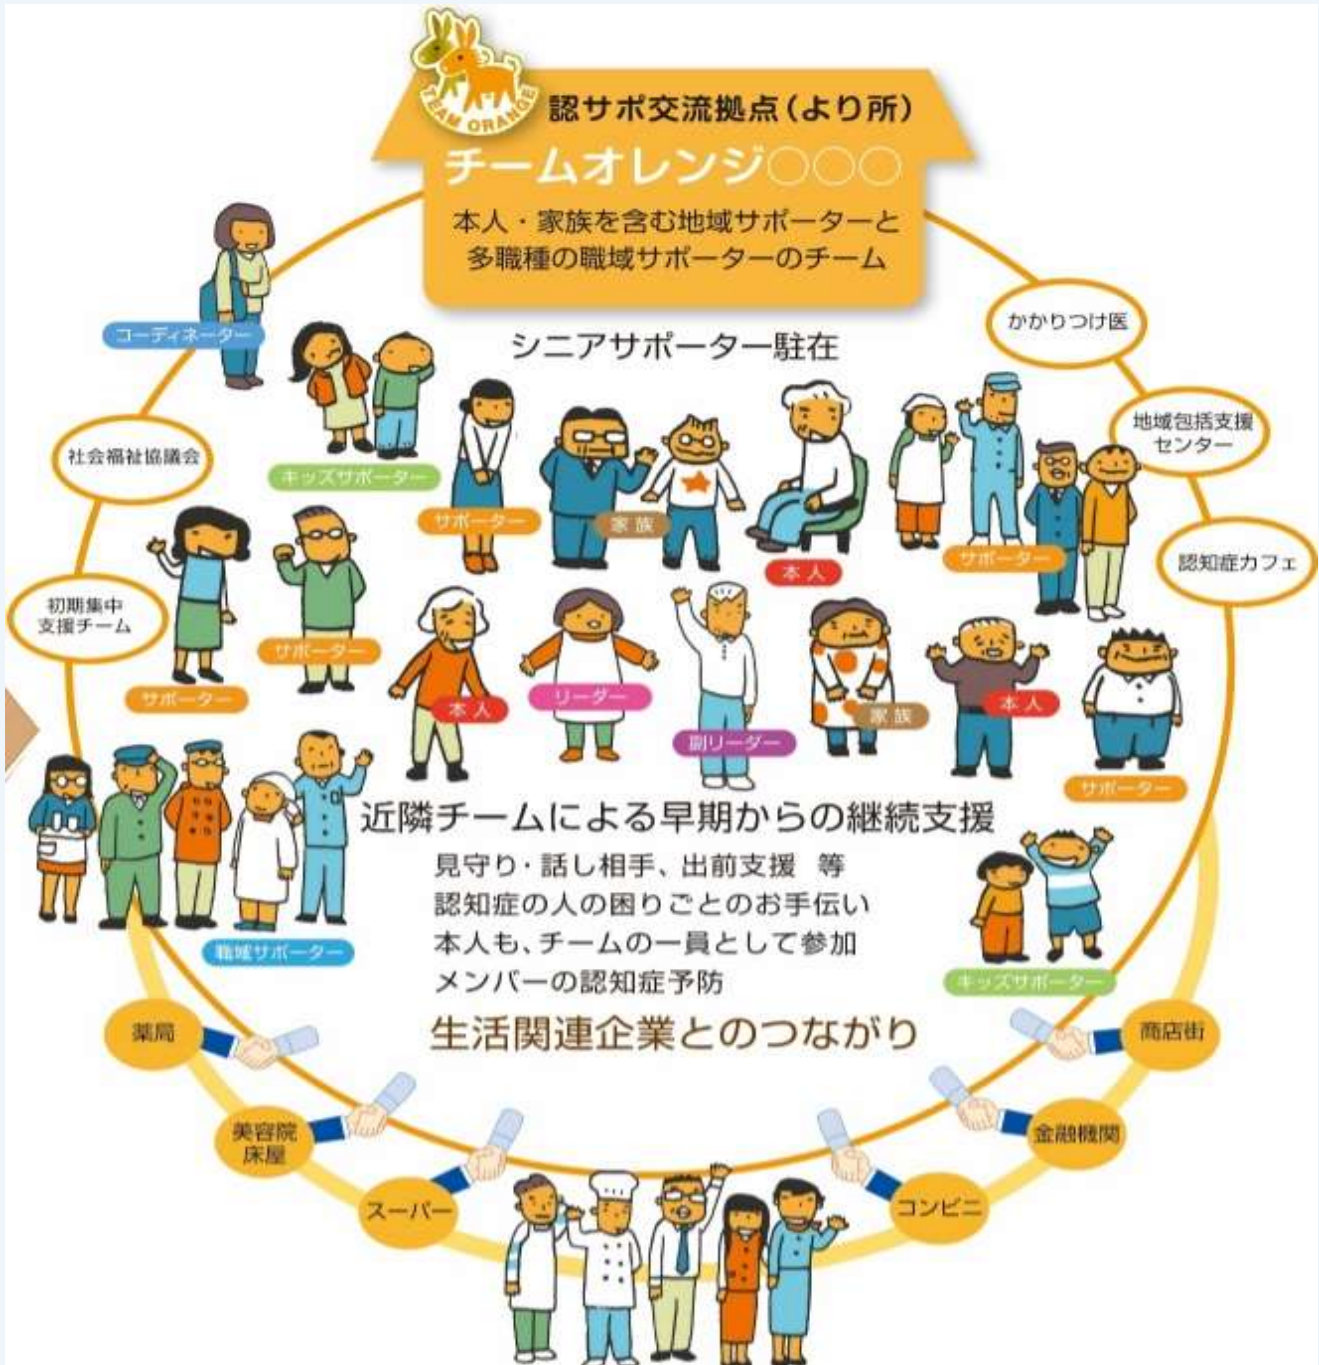 TEAM ORANGE
認サポ交流拠点(より所)
チームオレンジ○○○
本人・家族を含む地域サポーターと
多職種の職域サポーターのチーム
コーディネーター
シニアサポーター駐在
かかりつけ医
地域包括支援
センター
社会福祉協議会
キッズサポーター
サポーター
家族
本人
サポーター
認知症カフェ
初期集中
支援チーム
サポーター
サポーター
本人
リーダー
副リーダー
家族
本人
サポーター
近隣チームによる早期からの継続支援
見守り・話し相手、出前支援 等
認知症の人の困りごとのお手伝い
本人も、チームの一員として参加
メンバーの認知症予防
職域サポーター
キッズサポーター
生活関連企業とのつながり
薬局
商店街
美容院
床屋
金融機関
スーパー
コンビニ